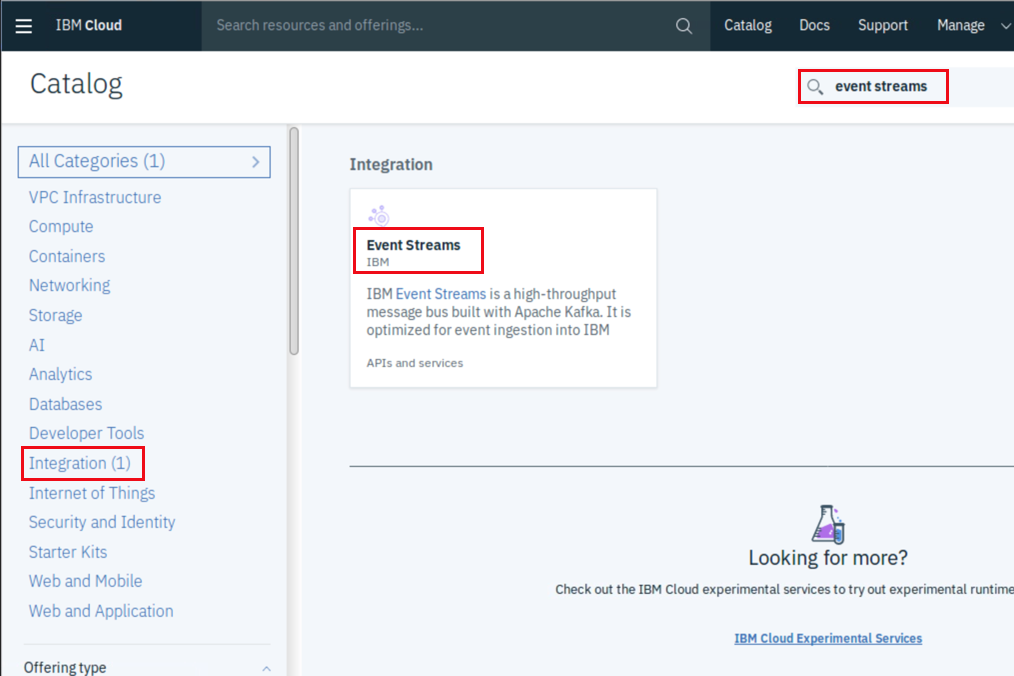 IBM Cloud
Search resources and offerings...
Catalog
Docs
Support
Manage
Catalog
event streams
All Categories (1)
VPC Infrastructure
Compute
Containers
Networking
Storage
AI
Analytics
Databases
Developer Tools
Integration (1)
Internet of Things
Security and Identity
Starter Kits
Web and Mobile
Web and Application
Offering type
Integration
Event Streams
IBM
IBM Event Streams is a high-throughput
message bus built with Apache Kafka. It is
optimized for event ingestion into IBM
APIs and services
Looking for more?
Check out the IBM Cloud experimental services to try out experimental runtime
IBM Cloud Experimental Services